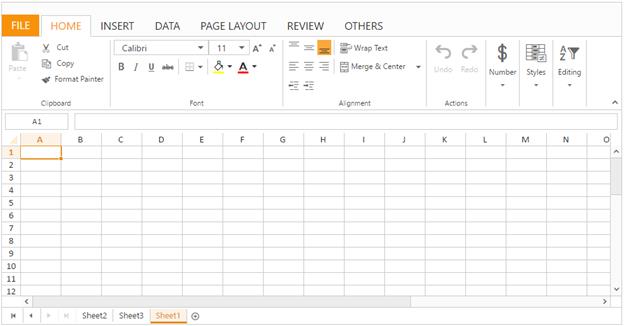 FILE HOME INSERT DATA PAGE LAYOUT REVIEW OTHERS
Paste Cut Copy Format Painter
Clipboard
Calibri 11 A A
B I U abc A
Font
Wrap Text
Merge & Center
Alignment
Undo Redo
Actions
$ Number
Styles
A Z Editing
A1
A B C D E F G H I J K L M N O
1
2
3
4
5
6
7
8
9
10
11
12
Sheet2 Sheet3 Sheet1